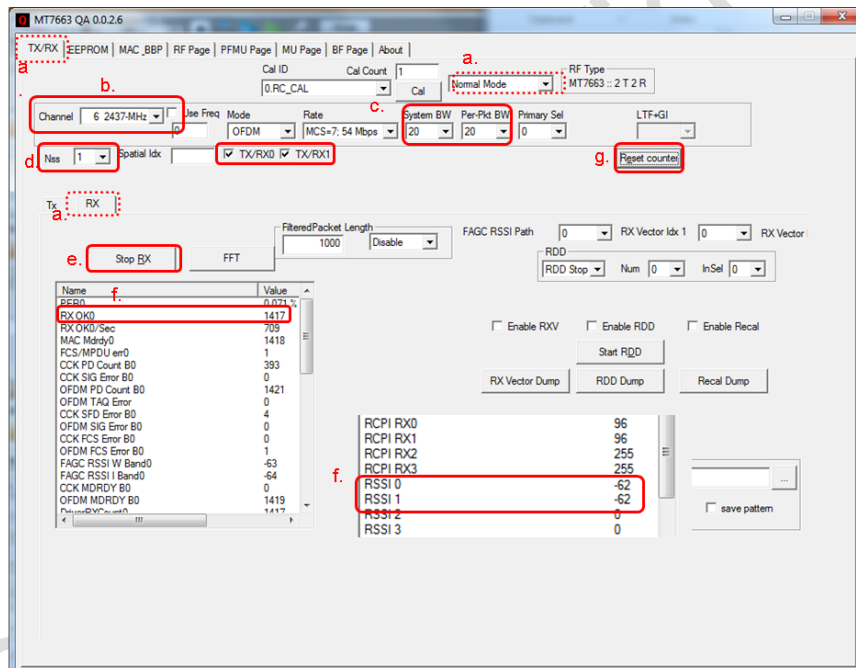 MT7663 QA 0.0.2.6
TX/RX EEPROM MAC_BBP RF Page PFMU Page MU Page BF Page About
a
.
b.
Cal ID Cal Count 1
a.
RF Type
0.RC_CAL Cal Normal Mode MT7663 :: 2 T 2 R
c.
Channel 6 2437-MHz Use Freq Mode Rate System BW Per-Pkt BW Primary Sel LTF+GI
0 OFDM MCS=7; 54 Mbps 20 20 0
d. Nss 1 Spatial Idx TX/RX0 TX/RX1 g. Reset counter
Tx RX
a.
FilteredPacket Length
1000 Disable
FAGC RSSI Path 0 RX Vector Idx 1 0 RX Vector
e. Stop RX FFT
RDD
RDD Stop Num 0 InSel 0
Name Value
f.
PER0 0.071 %
RX OK0 1417
RX OK0/Sec 709
MAC Mdrdy0 1418
FCS/MPDU err0 1
CCK PD Count B0 393
CCK SIG Error B0 0
OFDM PD Count B0 1421
OFDM TAQ Error 0
CCK SFD Error B0 4
OFDM SIG Error B0 0
CCK FCS Error B0 0
OFDM FCS Error B0 1
FAGC RSSI W Band0 -63
FAGC RSSI I Band0 -64
CCK MDRDY B0 0
OFDM MDRDY B0 1419
DriverRXCount0 1417
Enable RXV Enable RDD Enable Recal
Start RDD
RX Vector Dump RDD Dump Recal Dump
RCPI RX0 96
RCPI RX1 96
RCPI RX2 255
RCPI RX3 255
f.
RSSI 0 -62
RSSI 1 -62
RSSI 2 0
RSSI 3 0
...
save pattern